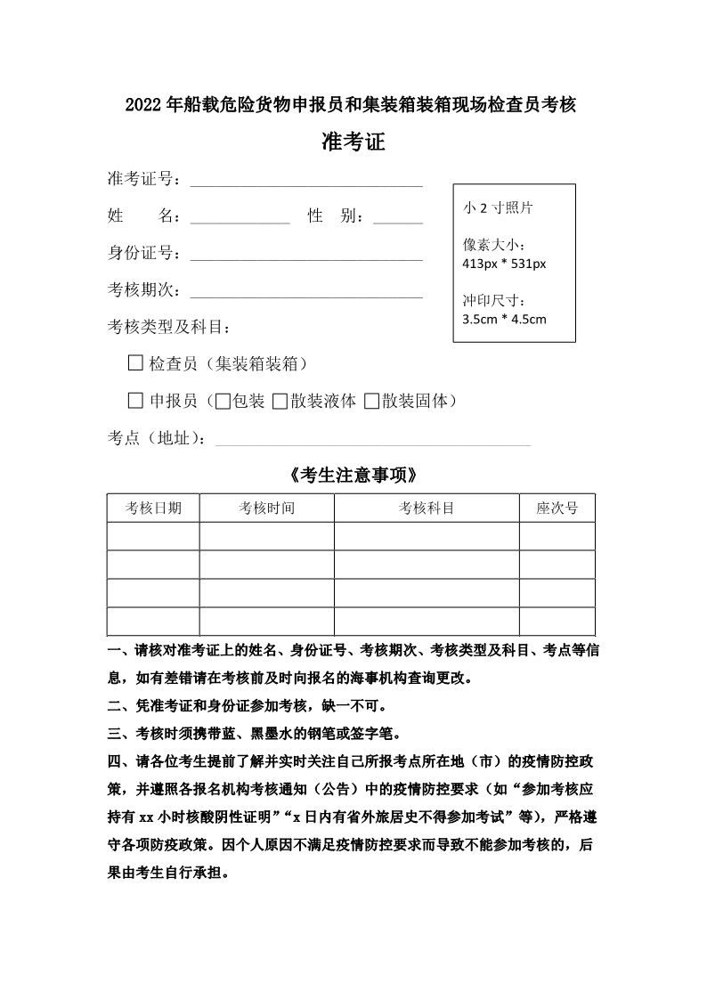 2022 年船载危险货物申报员和集装箱装箱现场检查员考核
准考证
准考证号：____________________________
姓　　名：____________　性　别：______
身份证号：____________________________
考核期次：____________________________
考核类型及科目：
小 2 寸照片
像素大小：
413px * 531px
冲印尺寸：
3.5cm * 4.5cm
□ 检查员（集装箱装箱）
□ 申报员（□包装 □散装液体 □散装固体）
考点（地址）：______________________________________
《考生注意事项》
考核日期 考核时间 考核科目 座次号
一、请核对准考证上的姓名、身份证号、考核期次、考核类型及科目、考点等信
息，如有差错请在考核前及时向报名的海事机构查询更改。
二、凭准考证和身份证参加考核，缺一不可。
三、考核时须携带蓝、黑墨水的钢笔或签字笔。
四、请各位考生提前了解并实时关注自己所报考点所在地（市）的疫情防控政
策，并遵照各报名机构考核通知（公告）中的疫情防控要求（如“参加考核应
持有 xx 小时核酸阴性证明”“x 日内有省外旅居史不得参加考试”等），严格遵
守各项防疫政策。因个人原因不满足疫情防控要求而导致不能参加考核的，后
果由考生自行承担。